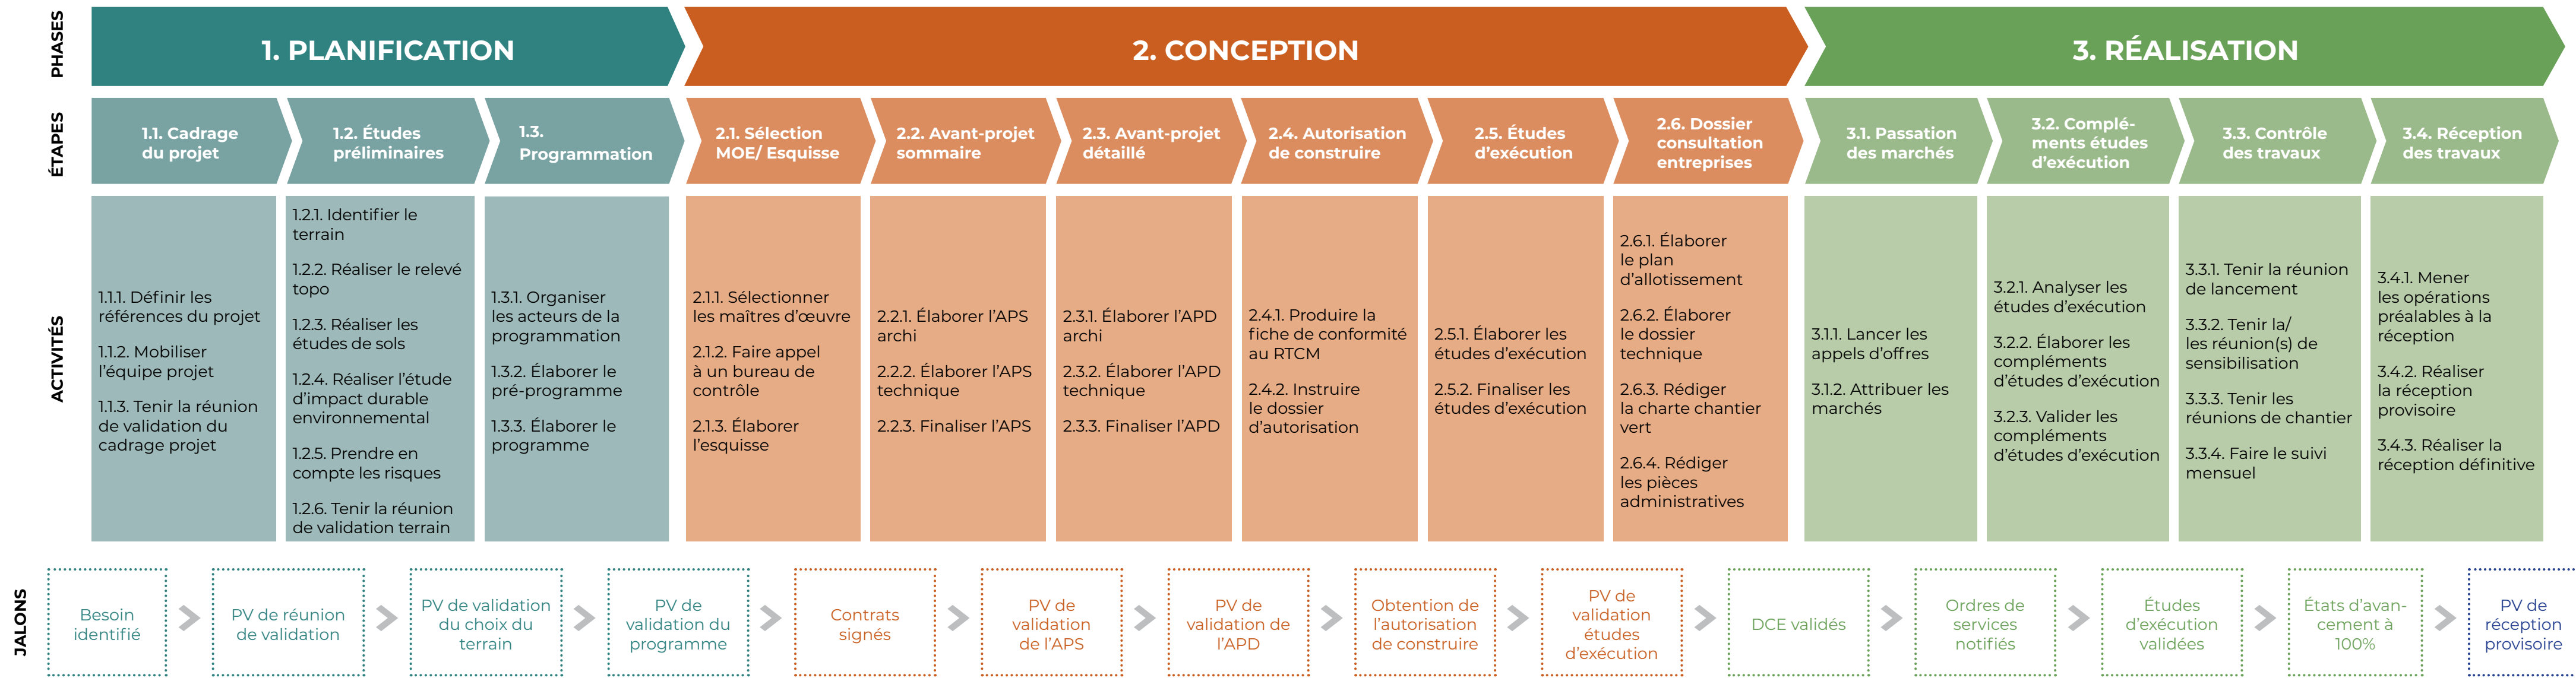 PHASES
1. PLANIFICATION
2. CONCEPTION
3. RÉALISATION
ÉTAPES
1.1. Cadrage
du projet
1.2. Études
préliminaires
1.3.
Programmation
2.1. Sélection
MOE/ Esquisse
2.2. Avant-projet
sommaire
2.3. Avant-projet
détaillé
2.4. Autorisation
de construire
2.5. Études
d’exécution
2.6. Dossier
consultation
entreprises
3.1. Passation
des marchés
3.2. Complé-
ments études
d’exécution
3.3. Contrôle
des travaux
3.4. Réception
des travaux
ACTIVITÉS
1.1.1. Définir les
références du projet
1.1.2. Mobiliser
l’équipe projet
1.1.3. Tenir la réunion
de validation du
cadrage projet
1.2.1. Identifier le
terrain
1.2.2. Réaliser le relevé
topo
1.2.3. Réaliser les
études de sols
1.2.4. Réaliser l’étude
d’impact durable
environnemental
1.2.5. Prendre en
compte les risques
1.2.6. Tenir la réunion
de validation terrain
1.3.1. Organiser
les acteurs de la
programmation
1.3.2. Élaborer le
pré-programme
1.3.3. Élaborer le
programme
2.1.1. Sélectionner
les maîtres d’œuvre
2.1.2. Faire appel
à un bureau de
contrôle
2.1.3. Élaborer
l’esquisse
2.2.1. Élaborer l’APS
archi
2.2.2. Élaborer l’APS
technique
2.2.3. Finaliser l’APS
2.3.1. Élaborer l’APD
archi
2.3.2. Élaborer l’APD
technique
2.3.3. Finaliser l’APD
2.4.1. Produire la
fiche de conformité
au RTCM
2.4.2. Instruire
le dossier
d’autorisation
2.5.1. Élaborer les
études d’exécution
2.5.2. Finaliser les
études d’exécution
2.6.1. Élaborer
le plan
d’allotissement
2.6.2. Élaborer
le dossier
technique
2.6.3. Rédiger
la charte chantier
vert
2.6.4. Rédiger
les pièces
administratives
3.1.1. Lancer les
appels d’offres
3.1.2. Attribuer les
marchés
3.2.1. Analyser les
études d’exécution
3.2.2. Élaborer les
compléments
d’études d’exécution
3.2.3. Valider les
compléments
d’études d’exécution
3.3.1. Tenir la réunion
de lancement
3.3.2. Tenir la/
les réunion(s) de
sensibilisation
3.3.3. Tenir les
réunions de chantier
3.3.4. Faire le suivi
mensuel
3.4.1. Mener
les opérations
préalables à la
réception
3.4.2. Réaliser
la réception
provisoire
3.4.3. Réaliser la
réception définitive
JALONS
Besoin
identifié
PV de réunion
de validation
PV de validation
du choix du
terrain
PV de
validation du
programme
Contrats
signés
PV de
validation
de l’APS
PV de
validation de
l’APD
Obtention de
l’autorisation
de construire
PV de
validation
études
d’exécution
DCE validés
Ordres de
services
notifiés
Études
d’exécution
validées
États d’avan-
cement à
100%
PV de
réception
provisoire